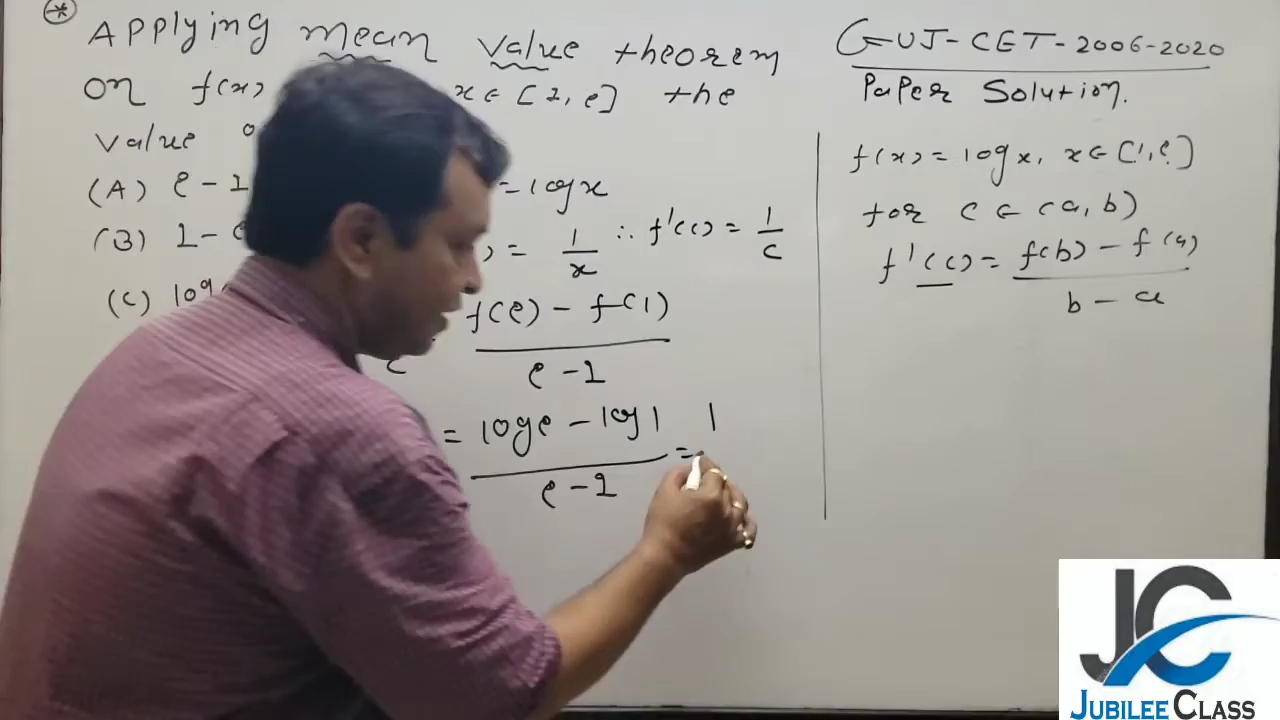 * Applying mean value theorem
on f(x) x ∈ [1, e] the
value
(A) e - 1 = log x
(B) 1 - e ) = 1/x ∴ f'(c) = 1/c
(C) log
f(e) - f(1)
e - 1
= log e - log 1 = 1
e - 1
GUJ-CET-2006-2020
Paper Solution.
f(x) = log x, x ∈ [1, e]
for c ∈ (a, b)
f'(c) = f(b) - f(a)
b - a
JC
JUBILEE CLASS